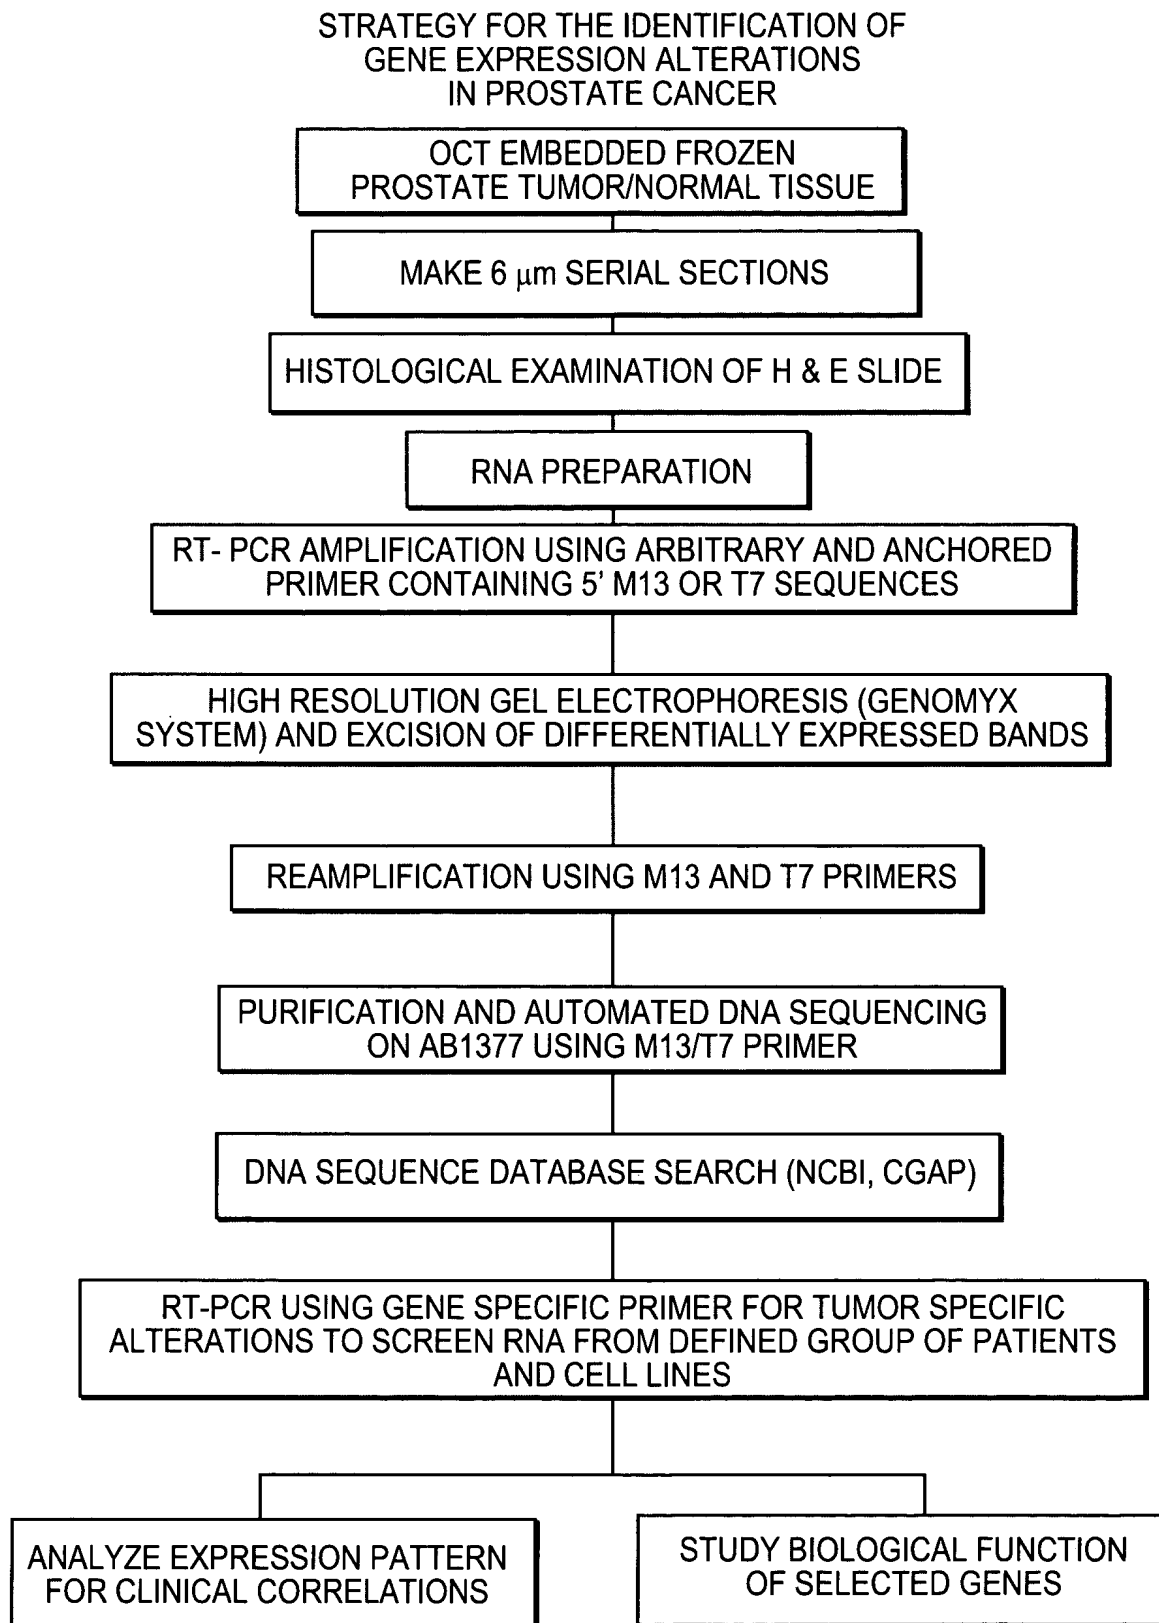 STRATEGY FOR THE IDENTIFICATION OF
GENE EXPRESSION ALTERATIONS
IN PROSTATE CANCER
OCT EMBEDDED FROZEN
PROSTATE TUMOR/NORMAL TISSUE
MAKE 6 μm SERIAL SECTIONS
HISTOLOGICAL EXAMINATION OF H & E SLIDE
RNA PREPARATION
RT- PCR AMPLIFICATION USING ARBITRARY AND ANCHORED
PRIMER CONTAINING 5' M13 OR T7 SEQUENCES
HIGH RESOLUTION GEL ELECTROPHORESIS (GENOMYX
SYSTEM) AND EXCISION OF DIFFERENTIALLY EXPRESSED BANDS
REAMPLIFICATION USING M13 AND T7 PRIMERS
PURIFICATION AND AUTOMATED DNA SEQUENCING
ON AB1377 USING M13/T7 PRIMER
DNA SEQUENCE DATABASE SEARCH (NCBI, CGAP)
RT-PCR USING GENE SPECIFIC PRIMER FOR TUMOR SPECIFIC
ALTERATIONS TO SCREEN RNA FROM DEFINED GROUP OF PATIENTS
AND CELL LINES
ANALYZE EXPRESSION PATTERN
FOR CLINICAL CORRELATIONS
STUDY BIOLOGICAL FUNCTION
OF SELECTED GENES